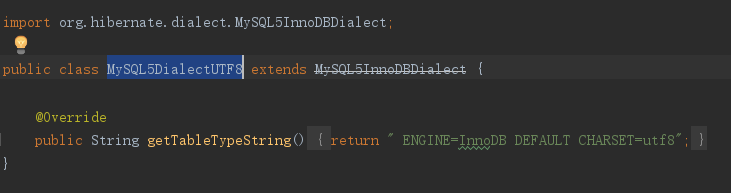 import org.hibernate.dialect.MySQL5InnoDBDialect;
public class MySQL5DialectUTF8 extends MySQL5InnoDBDialect {
@Override
public String getTableTypeString() { return " ENGINE=InnoDB DEFAULT CHARSET=utf8"; }
}